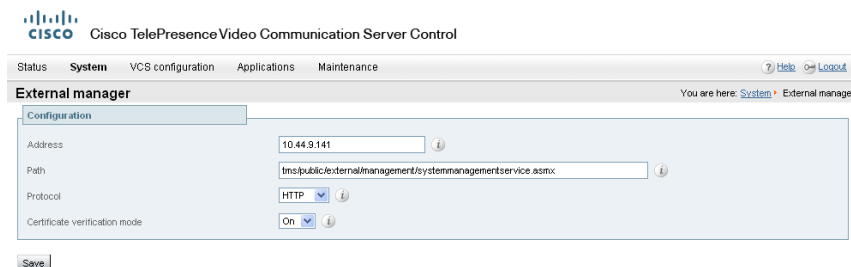 CISCO Cisco TelePresence Video Communication Server Control
Status System VCS configuration Applications Maintenance ? Help Logout
External manager You are here: System External manage
Configuration
Address 10.44.9.141 i
Path tms/public/external/management/systemmanagementservice.asmx i
Protocol HTTP i
Certificate verification mode On i
Save